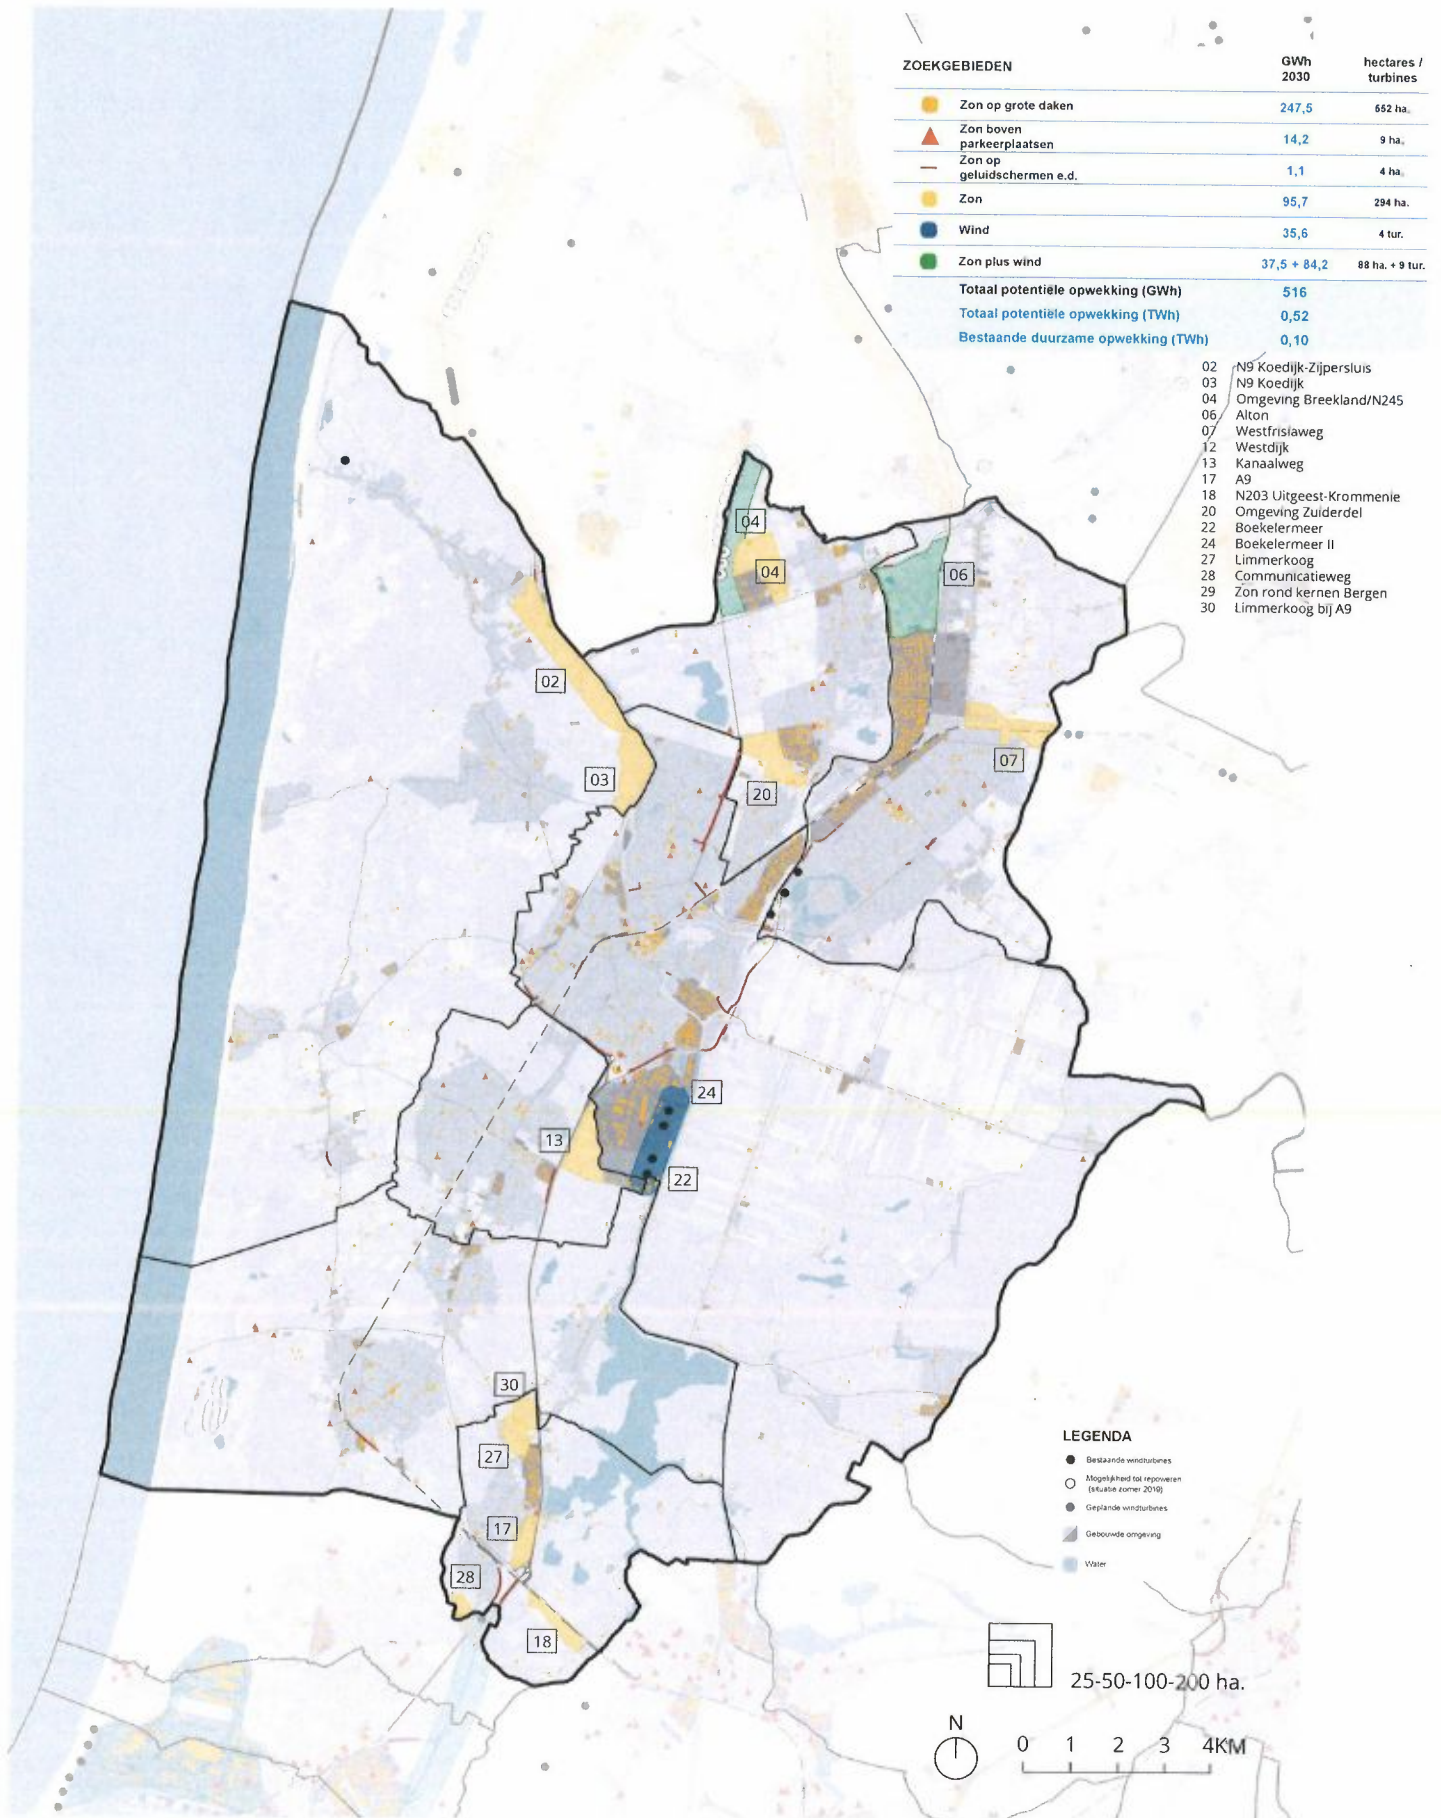 ZOEKGEBIEDEN GWh 2030 hectares / turbines
Zon op grote daken 247,5 652 ha.
Zon boven parkeerplaatsen 14,2 9 ha.
Zon op geluidschermen e.d. 1,1 4 ha.
Zon 95,7 294 ha.
Wind 35,6 4 tur.
Zon plus wind 37,5 + 84,2 88 ha. + 9 tur.
Totaal potentiële opwekking (GWh) 516
Totaal potentiële opwekking (TWh) 0,52
Bestaande duurzame opwekking (TWh) 0,10
02 N9 Koedijk-Zijpersluis
03 N9 Koedijk
04 Omgeving Breekland/N245
06 Alton
07 Westfrisiaweg
12 Westdijk
13 Kanaalweg
17 A9
18 N203 Uitgeest-Krommenie
20 Omgeving Zuiderdel
22 Boekelermeer
24 Boekelermeer II
27 Limmerkoog
28 Communicatieweg
29 Zon rond kernen Bergen
30 Limmerkoog bij A9
04
04
06
02
07
03
20
24
13
22
30
27
17
28
18
LEGENDA
Bestaande windturbines
Mogelijkheid tot repoweren
(situatie zomer 2019)
Geplande windturbines
Gebouwde omgeving
Water
25-50-100-200 ha.
N
0 1 2 3 4KM